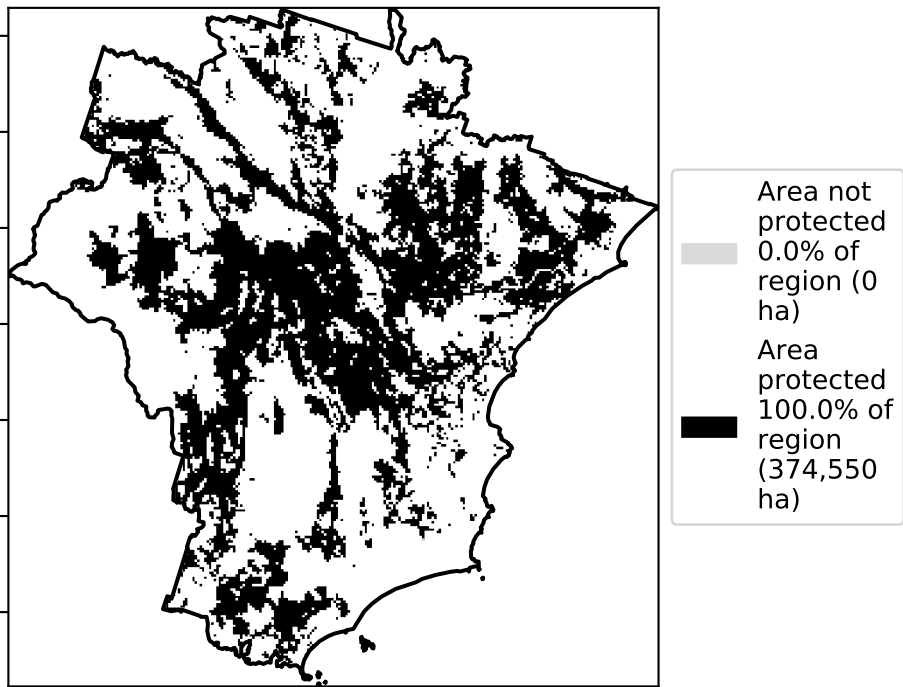 Area not
protected
0.0% of
region (0
ha)
Area
protected
100.0% of
region
(374,550
ha)